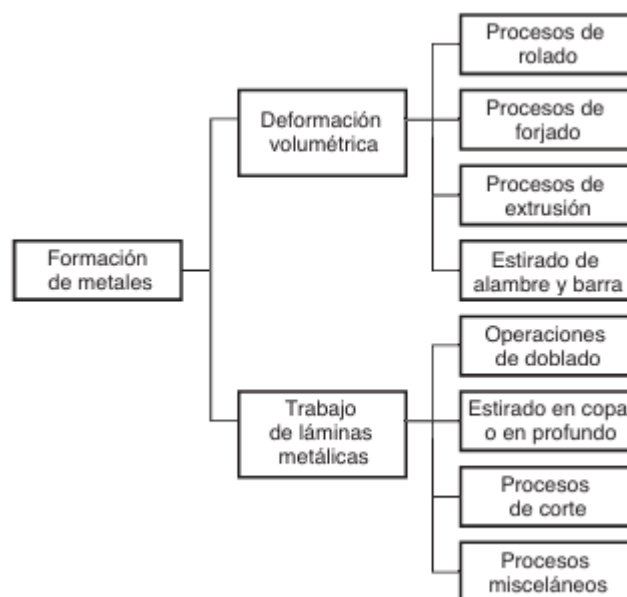 Formación
de metales
Deformación
volumétrica
Procesos de
rolado
Procesos de
forjado
Procesos de
extrusión
Estirado de
alambre y barra
Trabajo
de láminas
metálicas
Operaciones
de doblado
Estirado en copa
o en profundo
Procesos
de corte
Procesos
misceláneos